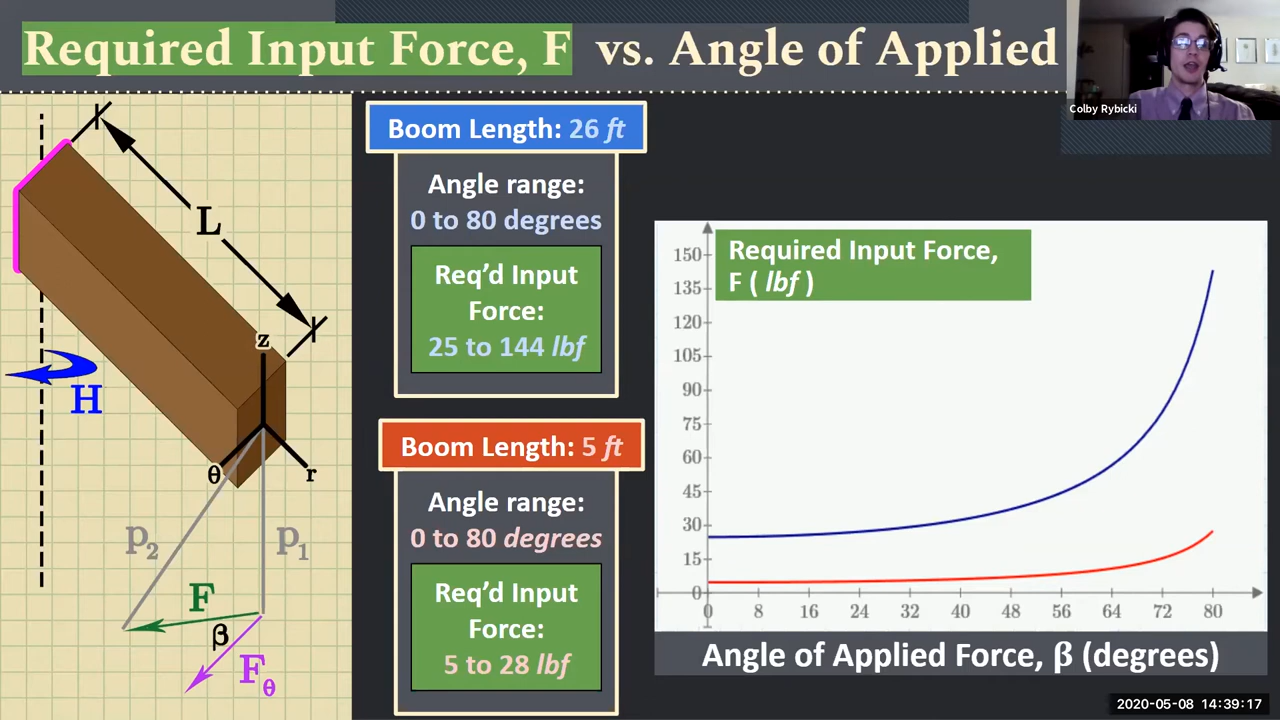 Required Input Force, F vs. Angle of Applied
Colby Rybicki
L
z
H
θ
r
p2
p1
F
β
Fθ
Boom Length: 26 ft
Angle range:
0 to 80 degrees
Req'd Input
Force:
25 to 144 lbf
Boom Length: 5 ft
Angle range:
0 to 80 degrees
Req'd Input
Force:
5 to 28 lbf
Required Input Force,
F ( lbf )
150
135
120
105
90
75
60
45
30
15
0
0 8 16 24 32 40 48 56 64 72 80
Angle of Applied Force, β (degrees)
2020-05-08 14:39:17